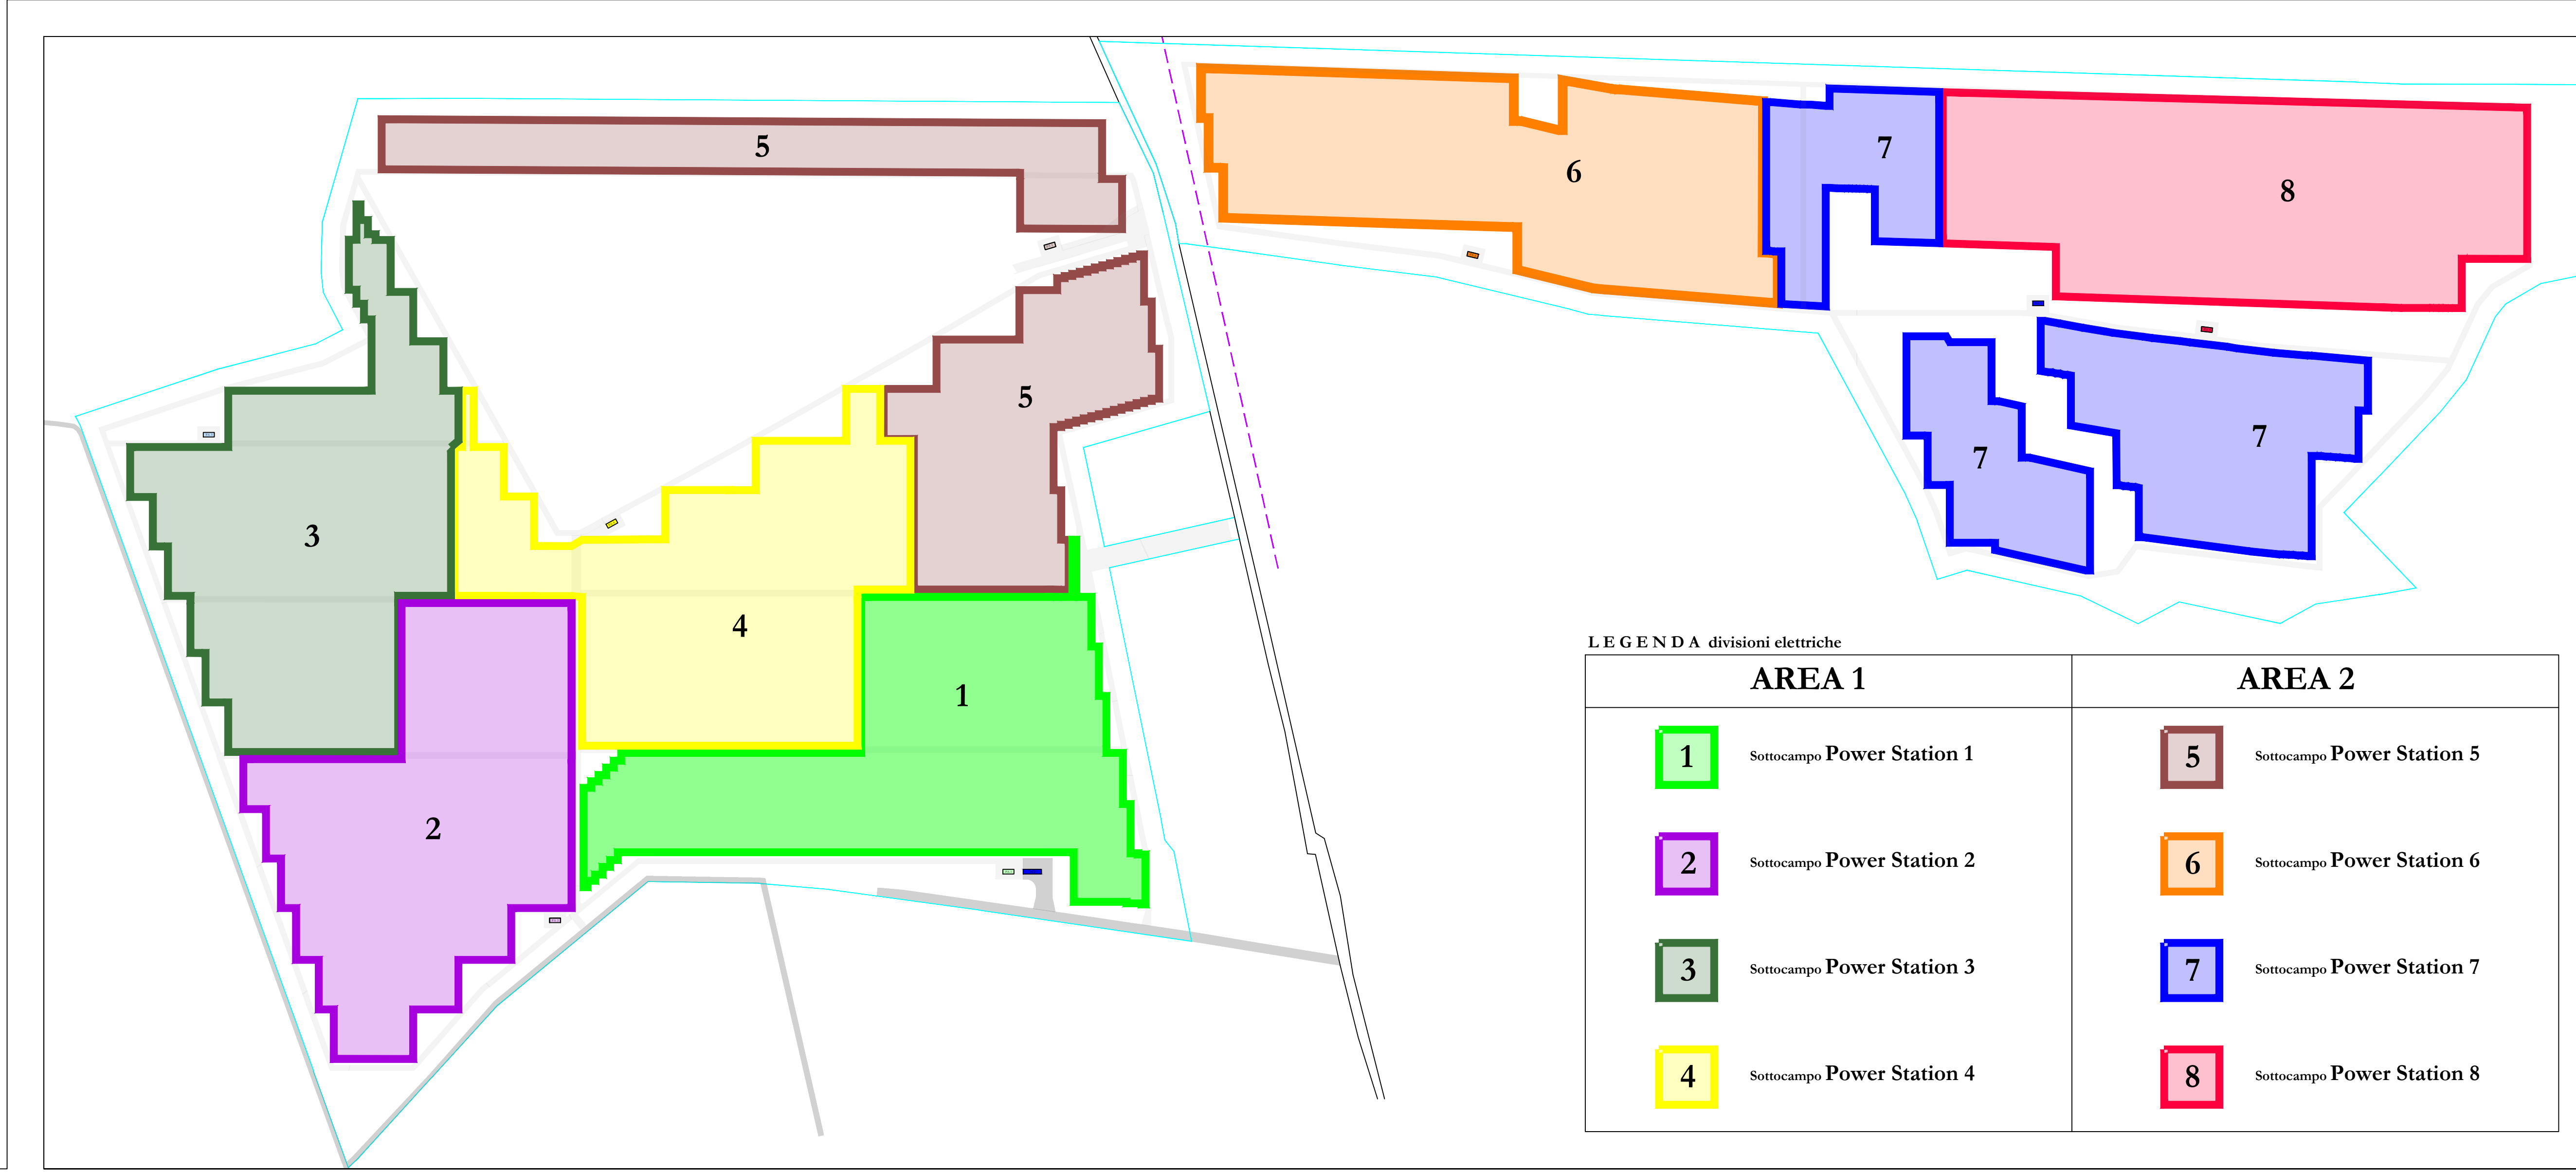 5
6
7
8
5
7
7
3
4
1
2
LEGENDA divisioni elettriche
AREA 1
AREA 2
1 Sottocampo Power Station 1
5 Sottocampo Power Station 5
2 Sottocampo Power Station 2
6 Sottocampo Power Station 6
3 Sottocampo Power Station 3
7 Sottocampo Power Station 7
4 Sottocampo Power Station 4
8 Sottocampo Power Station 8